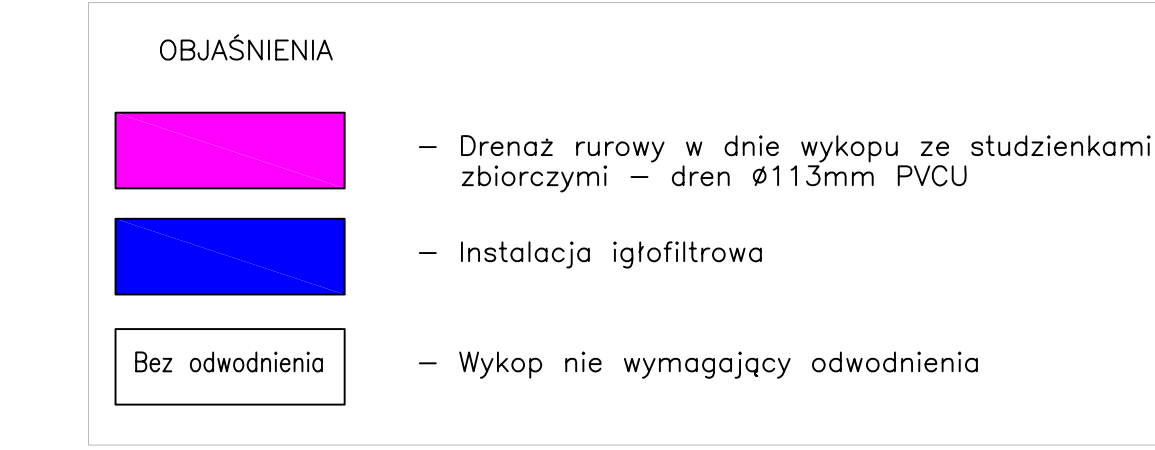 OBJAŚNIENIA
– Drenaż rurowy w dnie wykopu ze studzienkami
zbiorczymi – dren ø113mm PVCU
– Instalacja igłofiltrowa
Bez odwodnienia – Wykop nie wymagający odwodnienia